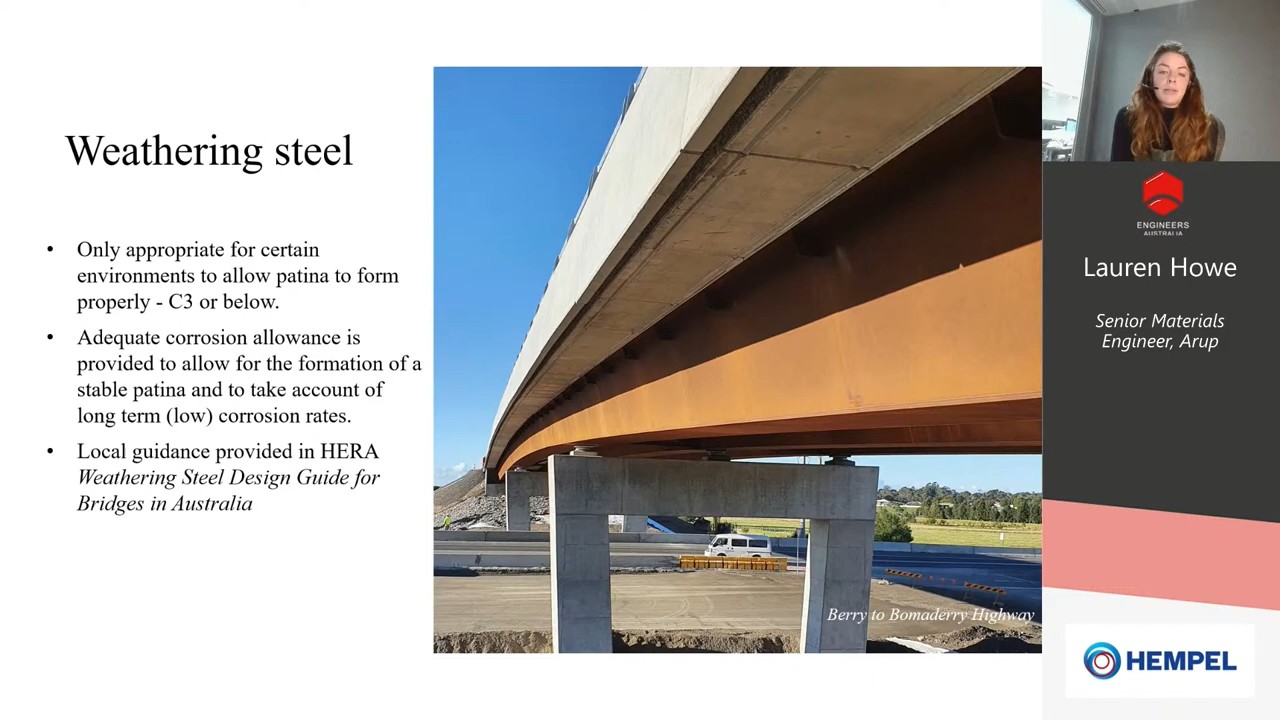 Weathering steel
• Only appropriate for certain
environments to allow patina to form
properly - C3 or below.
• Adequate corrosion allowance is
provided to allow for the formation of a
stable patina and to take account of
long term (low) corrosion rates.
• Local guidance provided in HERA
Weathering Steel Design Guide for
Bridges in Australia
Berry to Bomaderry Highway
ENGINEERS
AUSTRALIA
Lauren Howe
Senior Materials
Engineer, Arup
HEMPEL